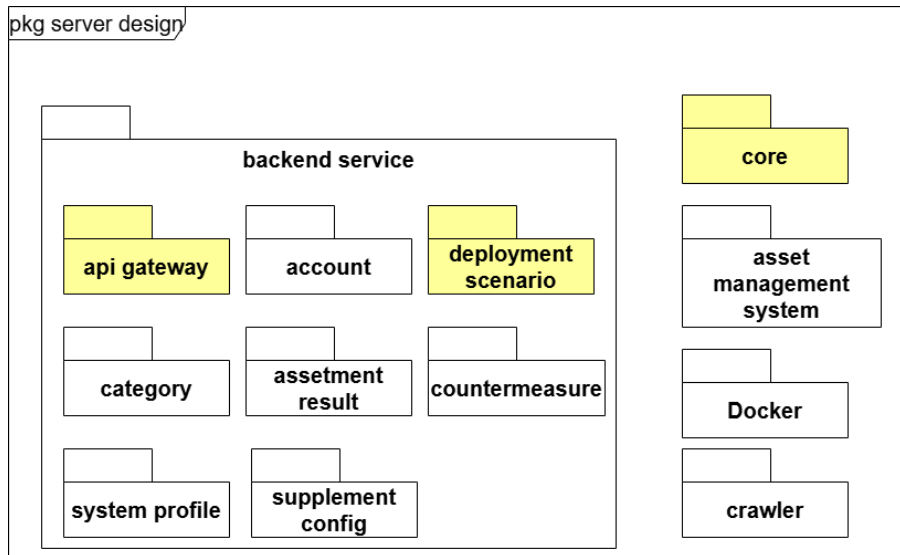 pkg server design
backend service
core
api gateway
account
deployment
scenario
asset
management
system
category
assetment
result
countermeasure
Docker
system profile
supplement
config
crawler